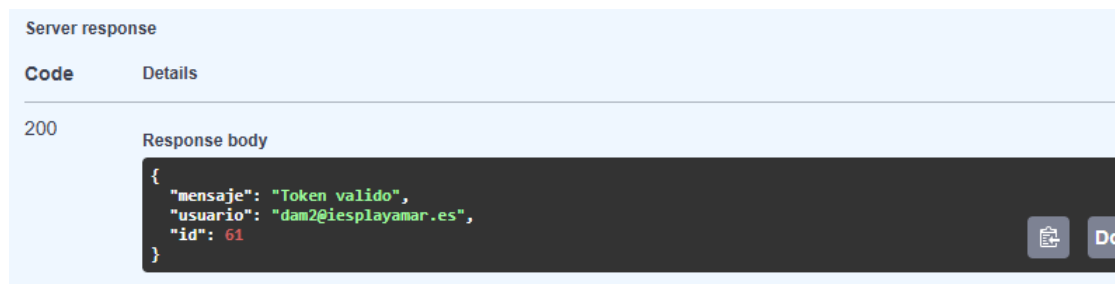 Server response
Code Details
200
Response body
{
"mensaje": "Token valido",
"usuario": "dam2@iesplayamar.es",
"id": 61
}